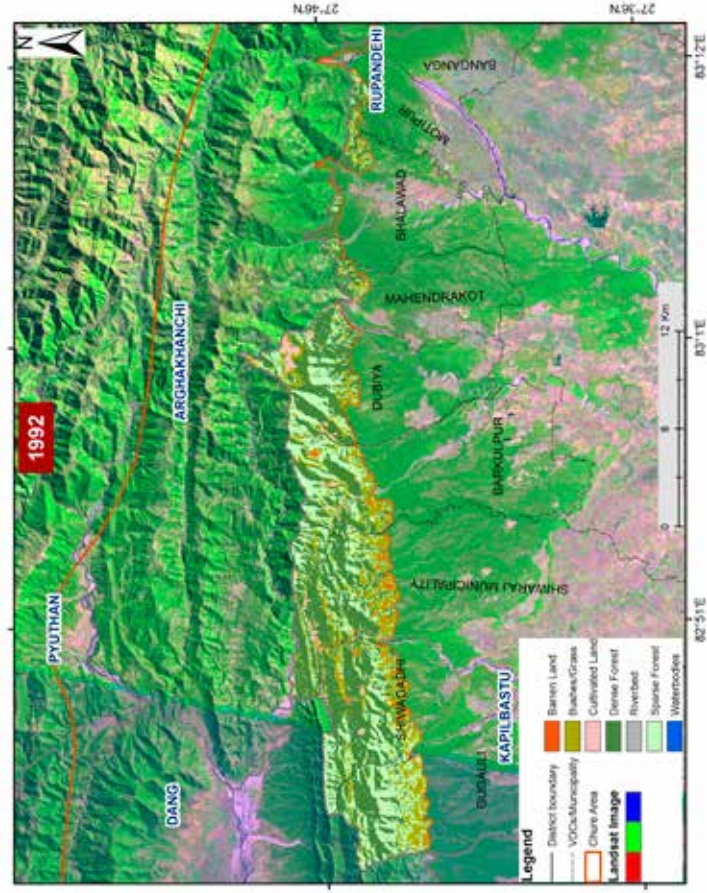 1992
N
PYUTHAN
ARGHAKHANCHI
DANG
RUPANDEHI
BANGANGA
MOTIPUR
BHALAWAD
MAHENDRAKOT
DUBIYA
BARKULPUR
SHIWARAJ MUNICIPALITY
SHIWAGADHI
KAPILBASTU
GUGAULI
27°46'N
27°36'N
82°51'E
83°1'E
83°12'E
0 6 12 Km
Legend
District boundary
VDCs/Municipality
Chure Area
Landsat Image
Barren Land
Bushes/Grass
Cultivated Land
Dense Forest
Riverbed
Sparse Forest
Waterbodies